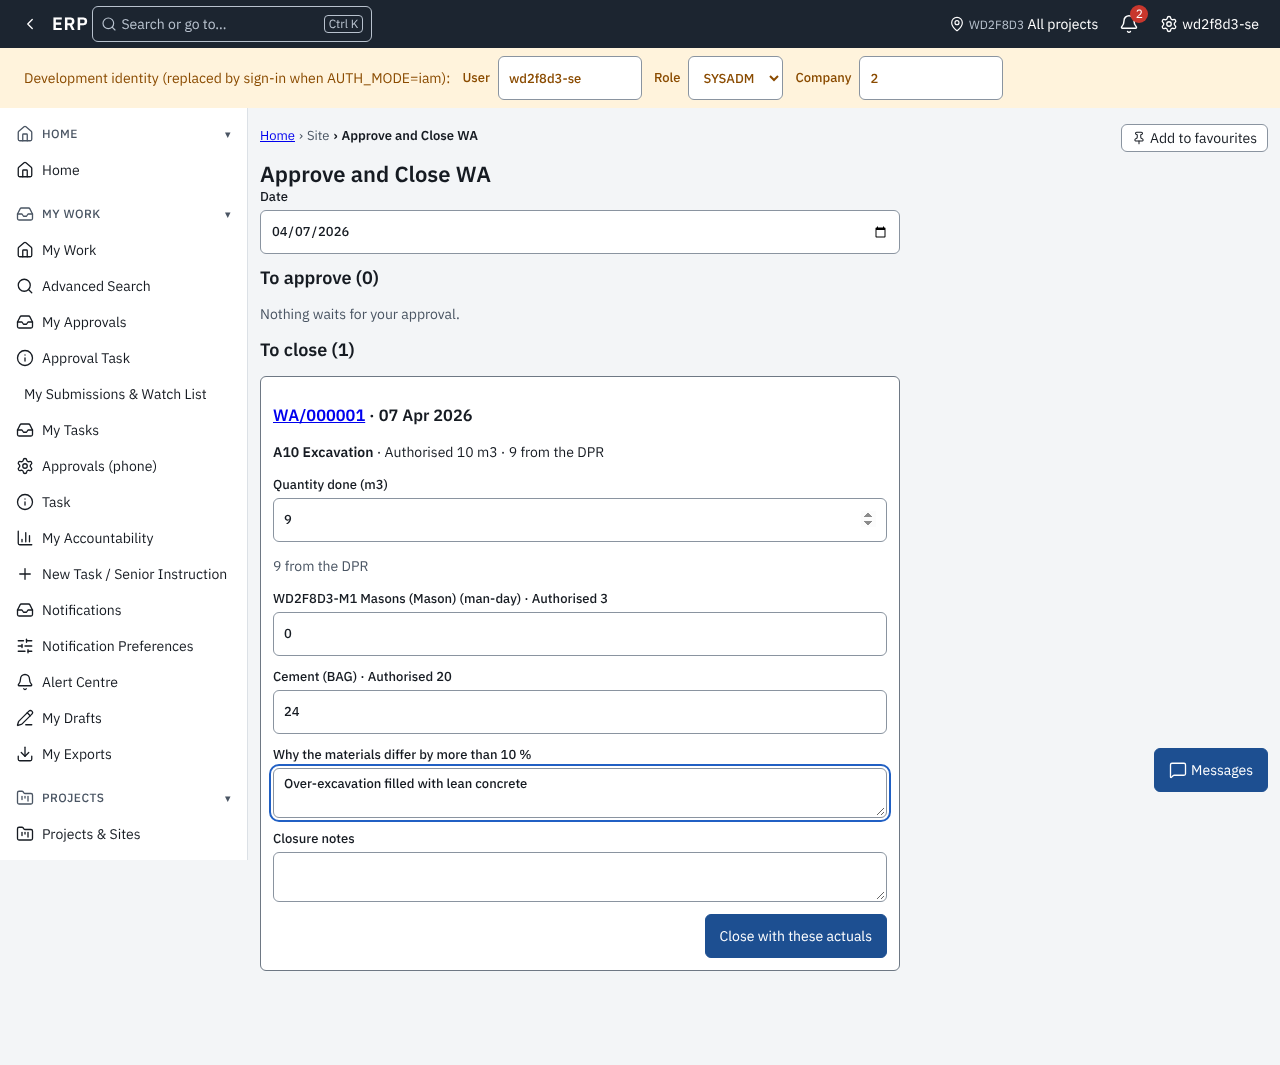 ERP
Search or go to...
Ctrl K
WD2F8D3 All projects
2
wd2f8d3-se
Development identity (replaced by sign-in when AUTH_MODE=iam):
User
wd2f8d3-se
Role
SYSADM
Company
2
HOME
Home
MY WORK
My Work
Advanced Search
My Approvals
Approval Task
My Submissions & Watch List
My Tasks
Approvals (phone)
Task
My Accountability
New Task / Senior Instruction
Notifications
Notification Preferences
Alert Centre
My Drafts
My Exports
PROJECTS
Projects & Sites
Home › Site › Approve and Close WA
Add to favourites
Approve and Close WA
Date
04/07/2026
To approve (0)
Nothing waits for your approval.
To close (1)
WA/000001 · 07 Apr 2026
A10 Excavation · Authorised 10 m3 · 9 from the DPR
Quantity done (m3)
9
9 from the DPR
WD2F8D3-M1 Masons (Mason) (man-day) · Authorised 3
0
Cement (BAG) · Authorised 20
24
Why the materials differ by more than 10 %
Over-excavation filled with lean concrete
Closure notes
Close with these actuals
Messages